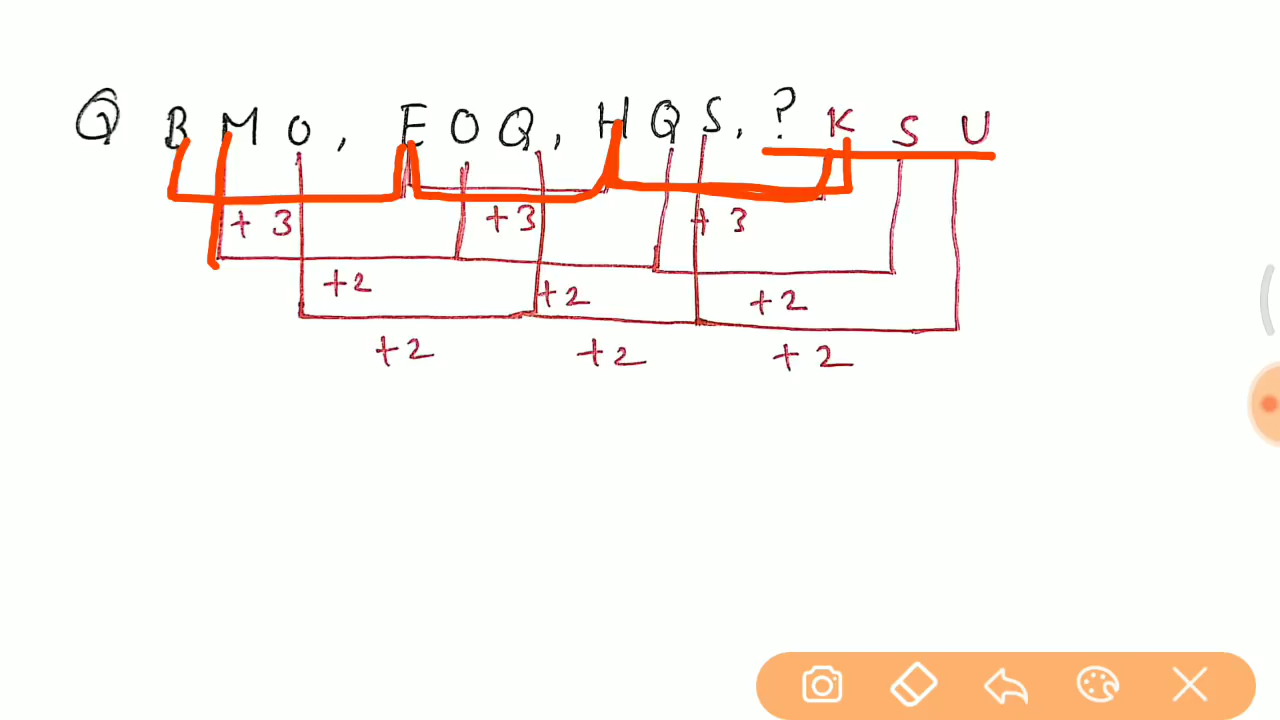 Q B M O , E O Q , H Q S , ? K S U
+3 +3 +3
+2 +2 +2
+2 +2 +2